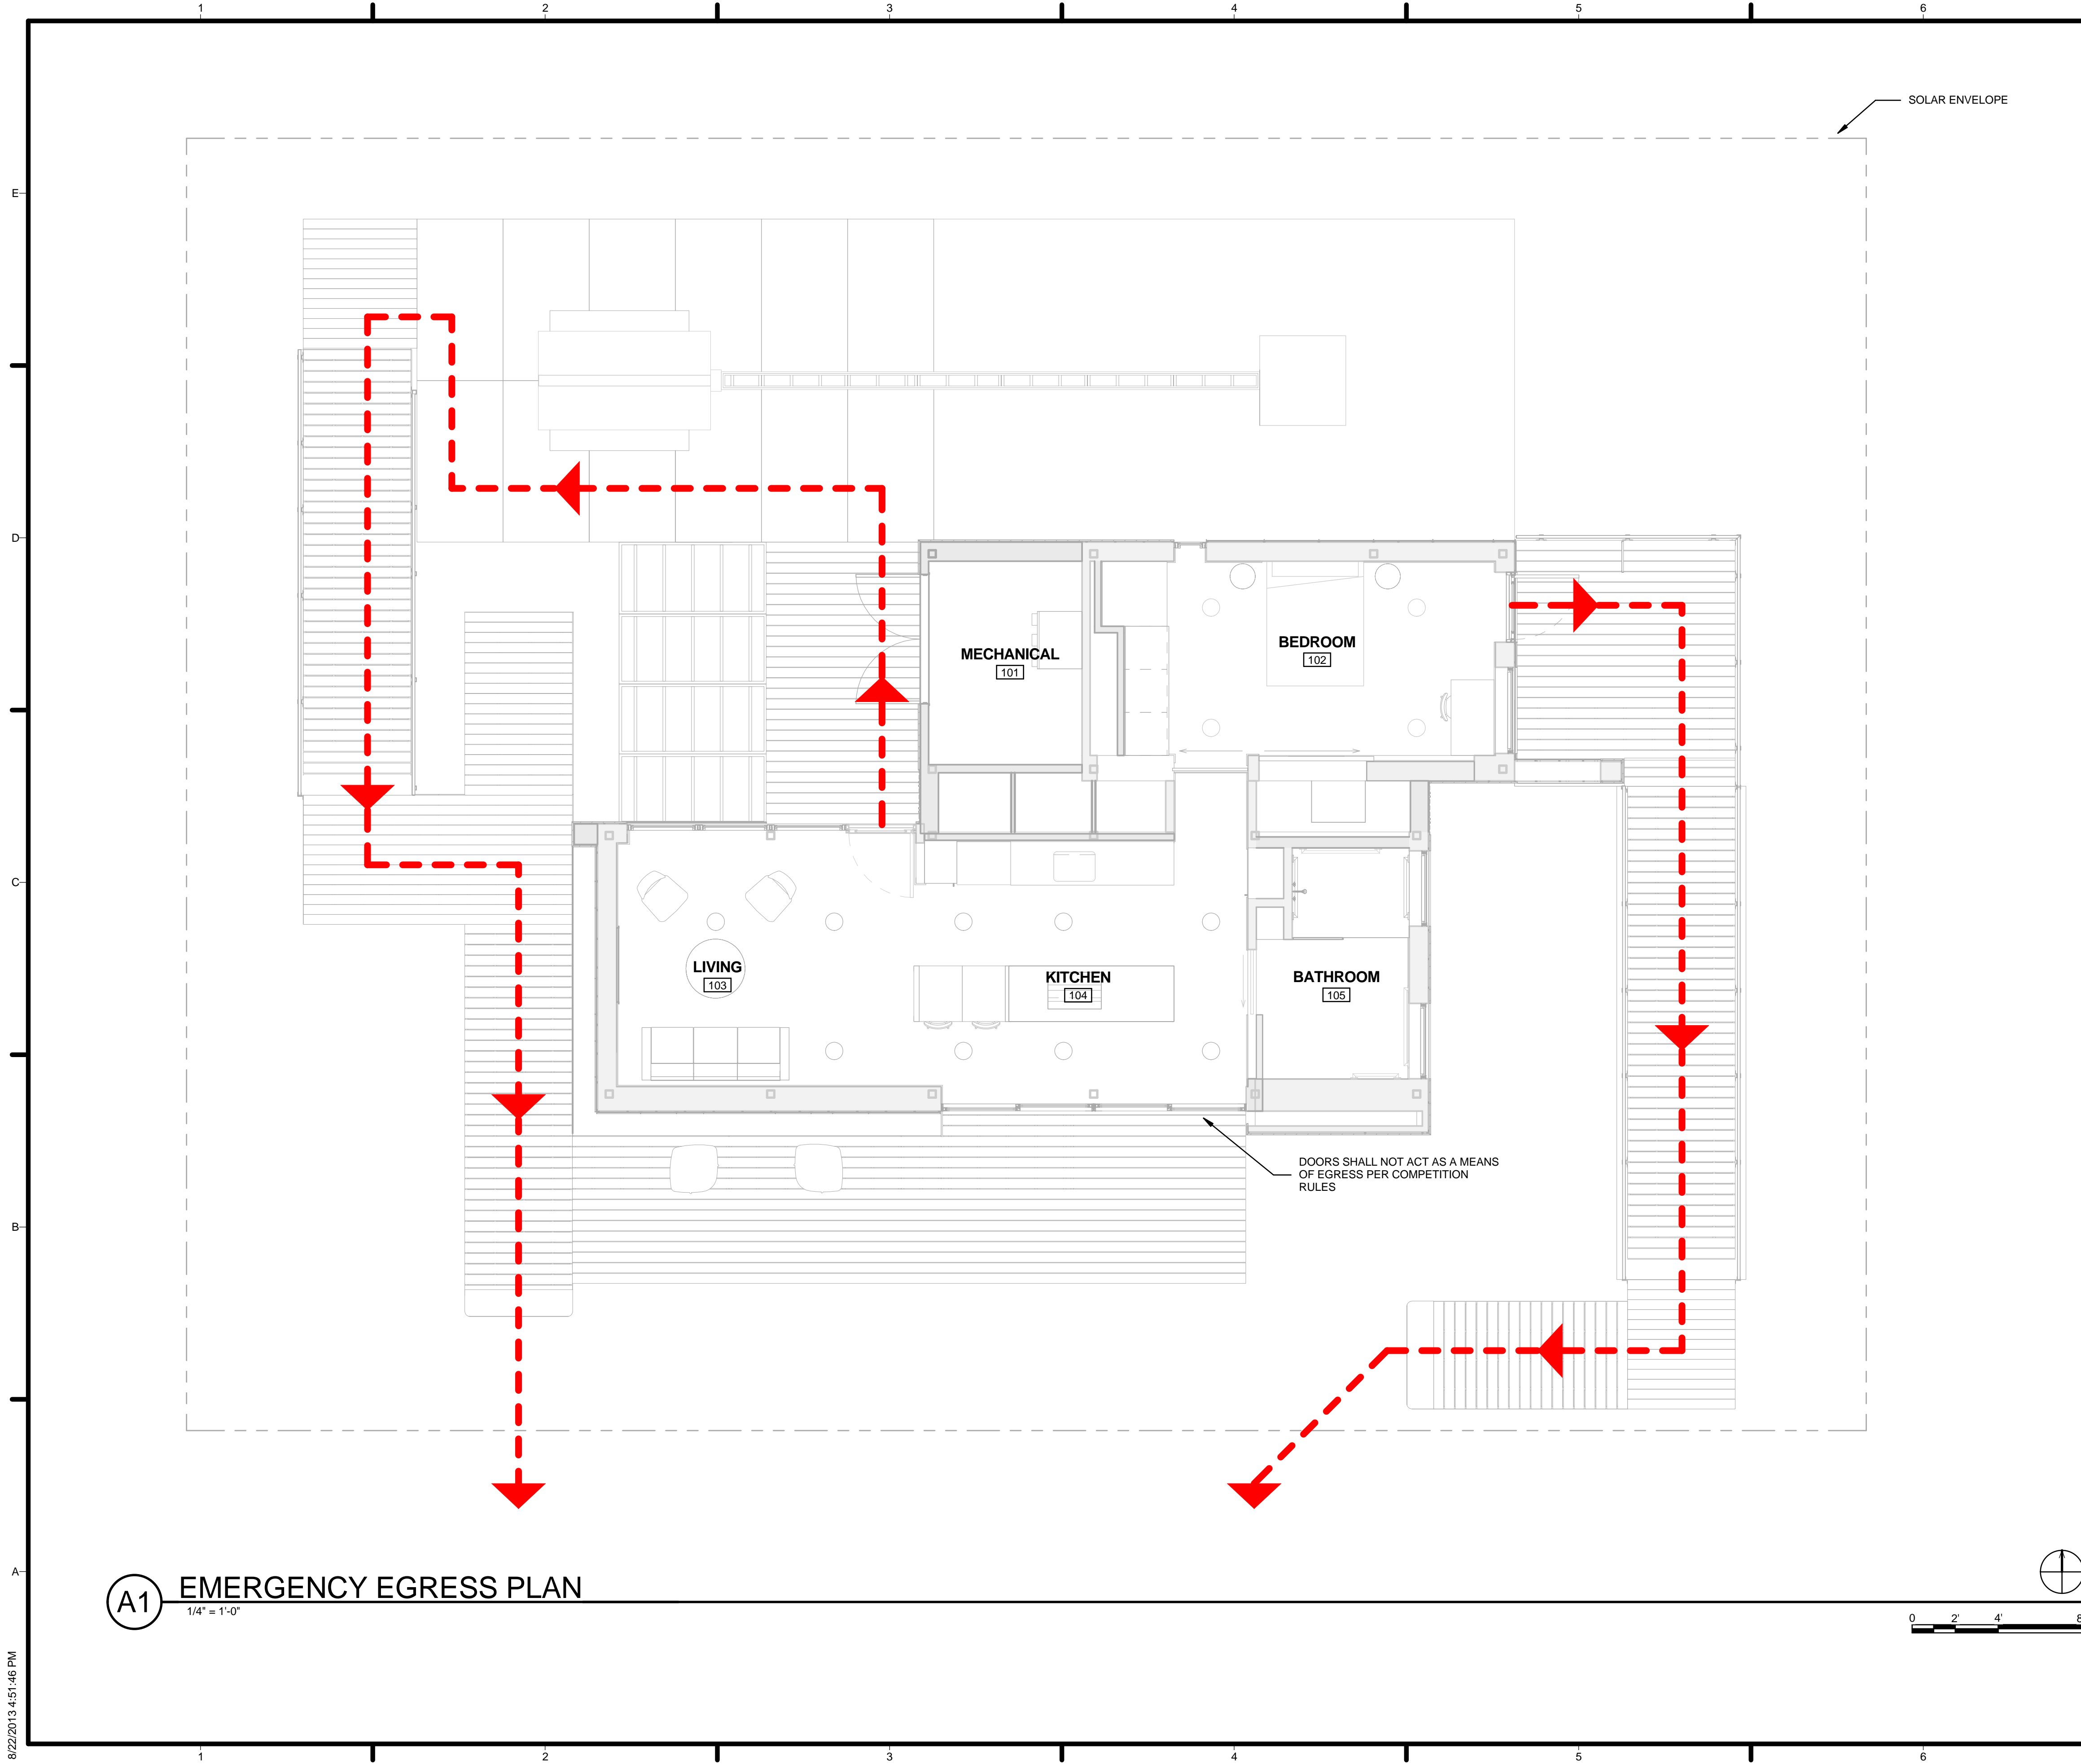 1 2 3 4 5 6
SOLAR ENVELOPE
E
D
MECHANICAL
101
BEDROOM
102
C
LIVING
103
KITCHEN
104
BATHROOM
105
DOORS SHALL NOT ACT AS A MEANS
OF EGRESS PER COMPETITION
RULES
B
A
A1
EMERGENCY EGRESS PLAN
1/4" = 1'-0"
0 2' 4' 8
8/22/2013 4:51:46 PM
1 2 3 4 5 6